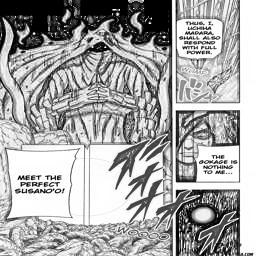 THUS, I,
UCHIHA
MADARA,
SHALL ALSO
RESPOND
WITH FULL
POWER.
THE
GOKAGE IS
NOTHING
TO ME...
MEET THE
PERFECT
SUSANO'O!